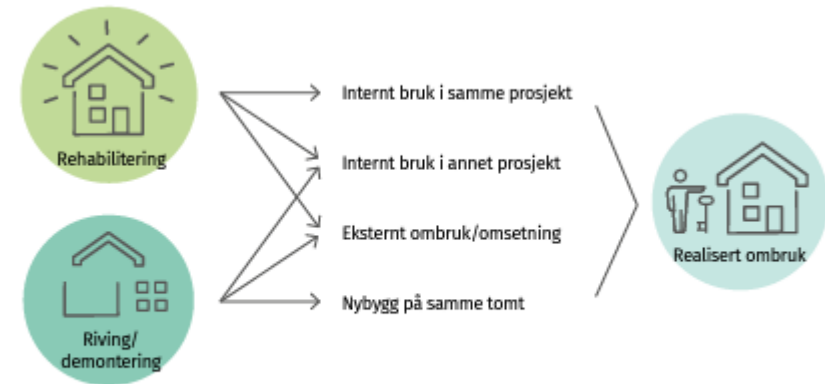 Rehabilitering
Riving/
demontering
Internt bruk i samme prosjekt
Internt bruk i annet prosjekt
Eksternt ombruk/omsetning
Nybygg på samme tomt
Realisert ombruk